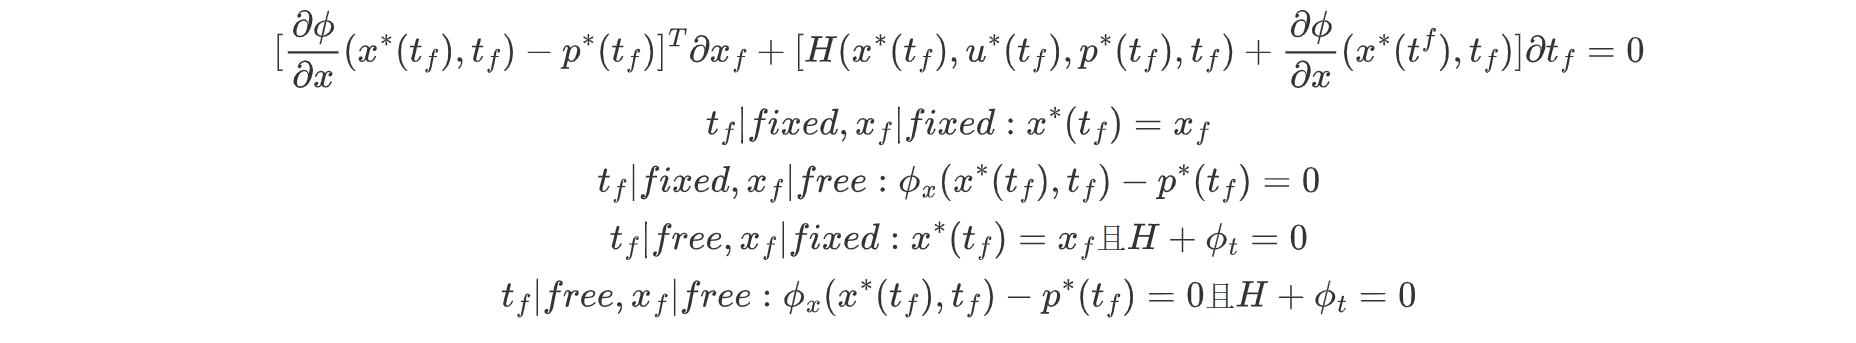 [∂ϕ/∂x (x*(t_f), t_f) − p*(t_f)]^T ∂x_f + [H(x*(t_f), u*(t_f), p*(t_f), t_f) + ∂ϕ/∂x (x*(t^f), t_f)]∂t_f = 0
t_f|fixed, x_f|fixed : x*(t_f) = x_f
t_f|fixed, x_f|free : ϕ_x(x*(t_f), t_f) − p*(t_f) = 0
t_f|free, x_f|fixed : x*(t_f) = x_f且H + ϕ_t = 0
t_f|free, x_f|free : ϕ_x(x*(t_f), t_f) − p*(t_f) = 0且H + ϕ_t = 0